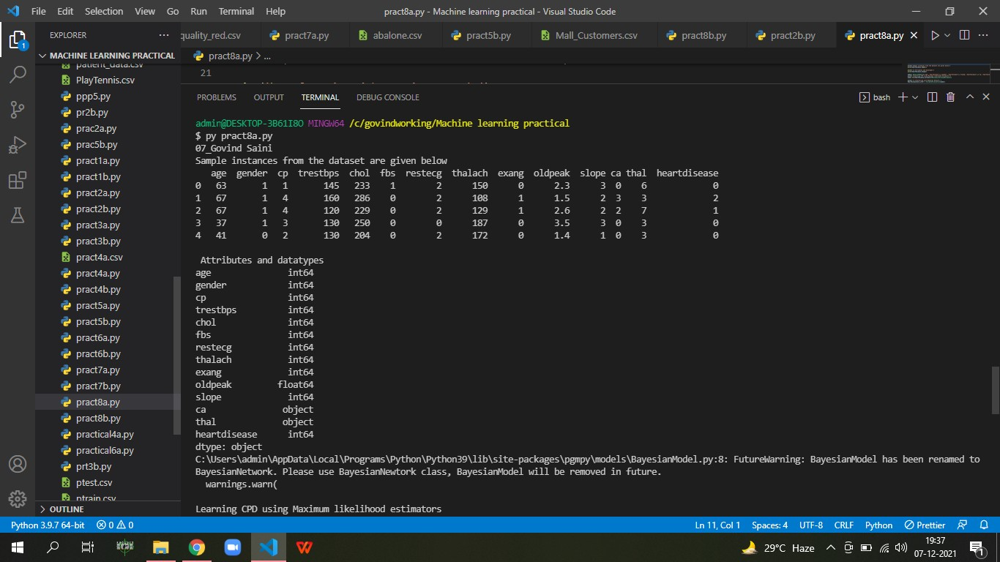 File Edit Selection View Go Run Terminal Help pract8a.py - Machine learning practical - Visual Studio Code
EXPLORER ... quality_red.csv pract7a.py abalone.csv pract5b.py Mall_Customers.csv pract8b.py pract2b.py pract8a.py
MACHINE LEARNING PRACTICAL
patient_data.csv
PlayTennis.csv
ppp5.py
pr2b.py
prac2a.py
prac5b.py
pract1a.py
pract1b.py
pract2a.py
pract2b.py
pract3a.py
pract3b.py
pract4a.csv
pract4a.py
pract4b.py
pract5a.py
pract5b.py
pract6a.py
pract6b.py
pract7a.py
pract7b.py
pract8a.py
pract8b.py
practical4a.py
practical6a.py
prt3b.py
ptest.csv
ptrain.csv
OUTLINE
1
pract8a.py > ...
21
PROBLEMS OUTPUT TERMINAL DEBUG CONSOLE bash
admin@DESKTOP-3B61I8O MINGW64 /c/govindworking/Machine learning practical
$ py pract8a.py
07_Govind Saini
Sample instances from the dataset are given below
age gender cp trestbps chol fbs restecg thalach exang oldpeak slope ca thal heartdisease
0 63 1 1 145 233 1 2 150 0 2.3 3 0 6 0
1 67 1 4 160 286 0 2 108 1 1.5 2 3 3 2
2 67 1 4 120 229 0 2 129 1 2.6 2 2 7 1
3 37 1 3 130 250 0 0 187 0 3.5 3 0 3 0
4 41 0 2 130 204 0 2 172 0 1.4 1 0 3 0
Attributes and datatypes
age int64
gender int64
cp int64
trestbps int64
chol int64
fbs int64
restecg int64
thalach int64
exang int64
oldpeak float64
slope int64
ca object
thal object
heartdisease int64
dtype: object
C:\Users\admin\AppData\Local\Programs\Python\Python39\lib\site-packages\pgmpy\models\BayesianModel.py:8: FutureWarning: BayesianModel has been renamed to
BayesianNetwork. Please use BayesianNewtork class, BayesianModel will be removed in future.
warnings.warn(
Learning CPD using Maximum likelihood estimators
Python 3.9.7 64-bit 0 0 Ln 11, Col 1 Spaces: 4 UTF-8 CRLF Python Prettier
29°C Haze 19:37
07-12-2021
1